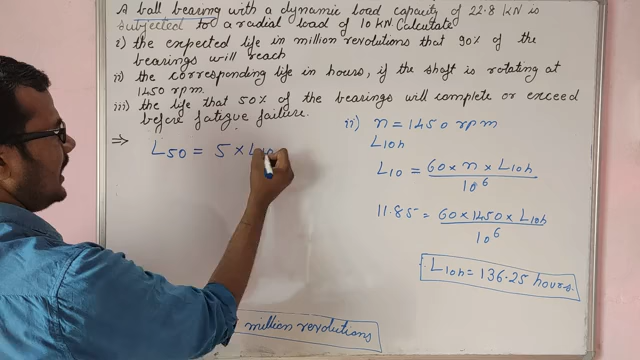 A ball bearing with a dynamic load capacity of 22.8 KN is
subjected to a radial load of 10 KN. Calculate
i) the expected life in million revolutions that 90% of the
bearings will reach
ii) the corresponding life in hours, if the shaft is rotating at
1450 rpm.
iii) the life that 50% of the bearings will complete or exceed
before fatigue failure.
⇒
L50 = 5 × L10
million revolutions
ii) n = 1450 rpm
L10h
L10 = 60 × n × L10h
10^6
11.85 = 60 × 1450 × L10h
10^6
L10h = 136.25 hours.